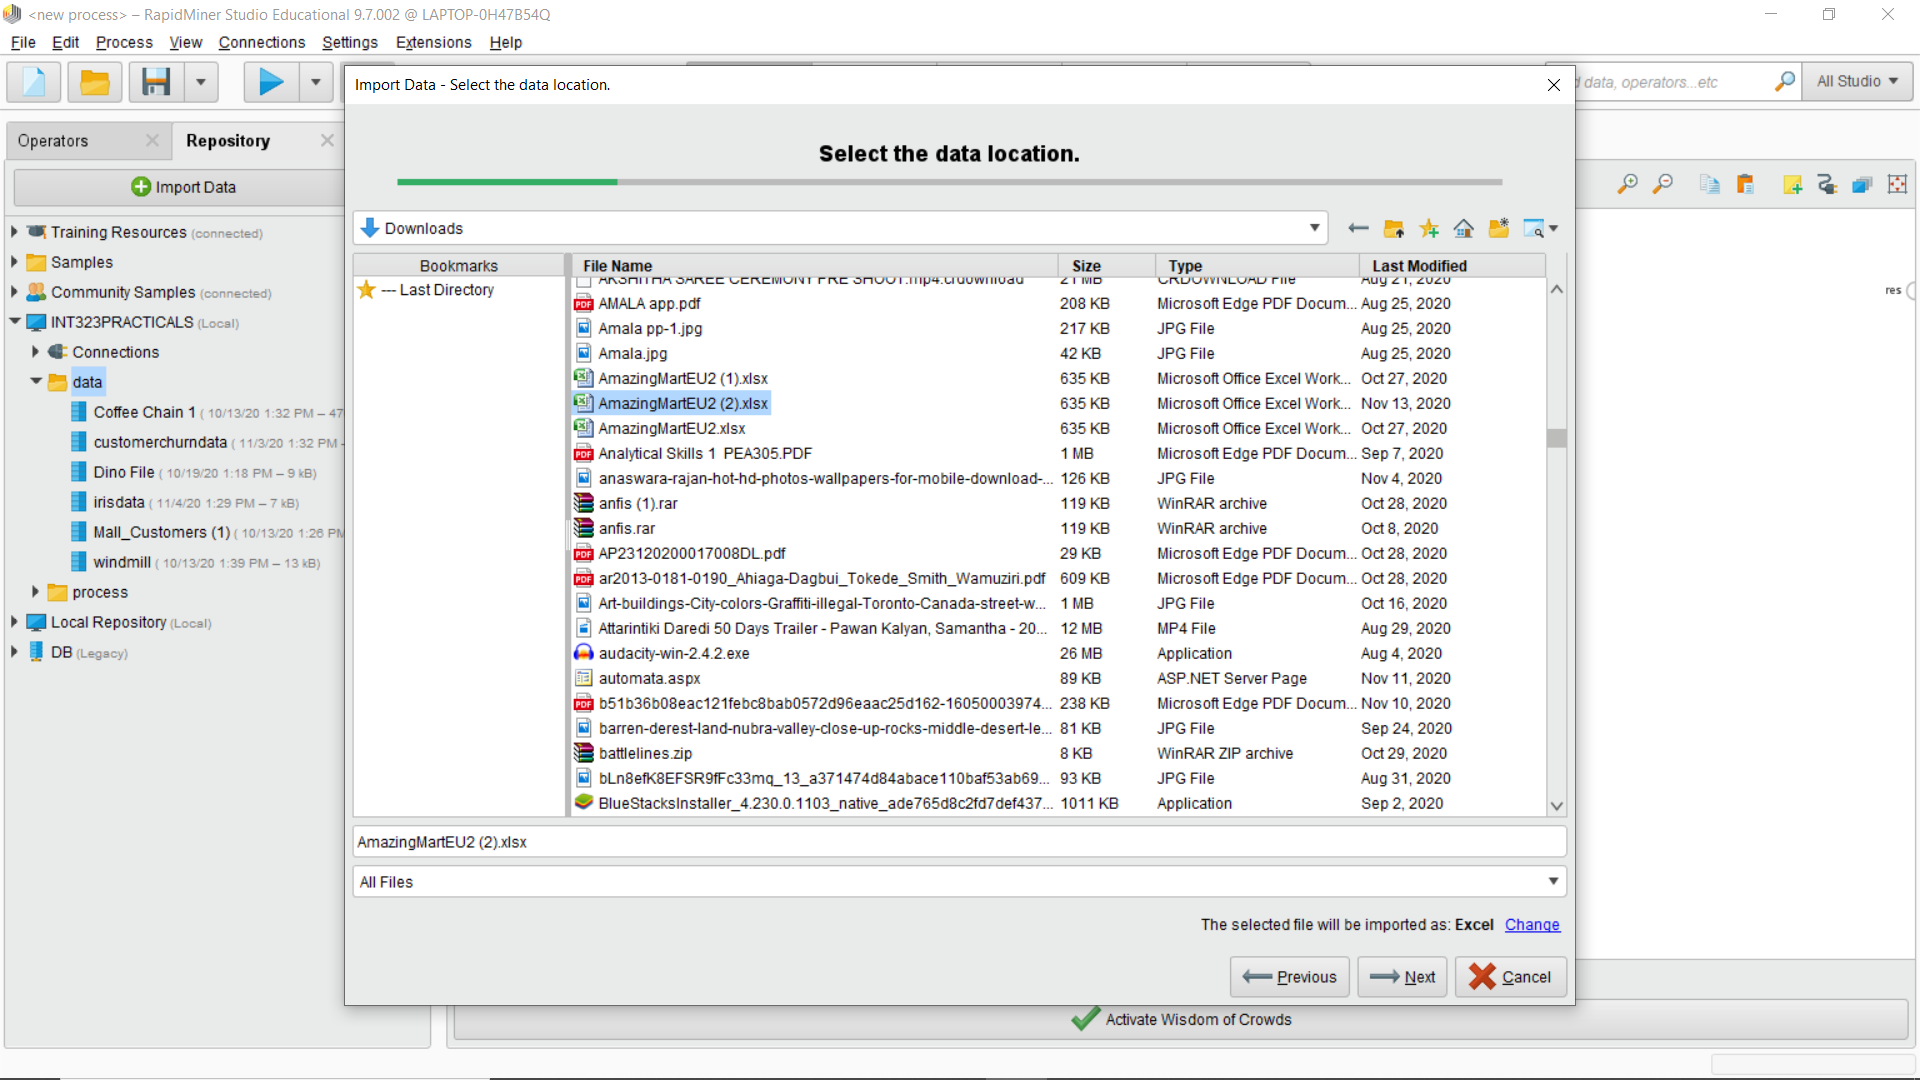 <new process> – RapidMiner Studio Educational 9.7.002 @ LAPTOP-0H47B54Q
File Edit Process View Connections Settings Extensions Help
Import Data - Select the data location.
d data, operators...etc
All Studio
Operators
Repository
Select the data location.
Import Data
Downloads
Training Resources (connected)
Samples
Community Samples (connected)
INT323PRACTICALS (Local)
Connections
data
Coffee Chain 1 ( 10/13/20 1:32 PM – 47
customerchurndata ( 11/3/20 1:32 PM -
Dino File ( 10/19/20 1:18 PM – 9 kB)
irisdata ( 11/4/20 1:29 PM – 7 kB)
Mall_Customers (1) ( 10/13/20 1:26 PM
windmill ( 10/13/20 1:39 PM – 13 kB)
process
Local Repository (Local)
DB (Legacy)
Bookmarks
--- Last Directory
File Name Size Type Last Modified
AKSHITHA SAREE CEREMONY PRE SHOOT.mp4.crdownload 21 MB CRDOWNLOAD File Aug 21, 2020
AMALA app.pdf 208 KB Microsoft Edge PDF Docum... Aug 25, 2020
Amala pp-1.jpg 217 KB JPG File Aug 25, 2020
Amala.jpg 42 KB JPG File Aug 25, 2020
AmazingMartEU2 (1).xlsx 635 KB Microsoft Office Excel Work... Oct 27, 2020
AmazingMartEU2 (2).xlsx 635 KB Microsoft Office Excel Work... Nov 13, 2020
AmazingMartEU2.xlsx 635 KB Microsoft Office Excel Work... Oct 27, 2020
Analytical Skills 1 PEA305.PDF 1 MB Microsoft Edge PDF Docum... Sep 7, 2020
anaswara-rajan-hot-hd-photos-wallpapers-for-mobile-download-... 126 KB JPG File Nov 4, 2020
anfis (1).rar 119 KB WinRAR archive Oct 28, 2020
anfis.rar 119 KB WinRAR archive Oct 8, 2020
AP23120200017008DL.pdf 29 KB Microsoft Edge PDF Docum... Oct 28, 2020
ar2013-0181-0190_Ahiaga-Dagbui_Tokede_Smith_Wamuziri.pdf 609 KB Microsoft Edge PDF Docum... Oct 28, 2020
Art-buildings-City-colors-Graffiti-illegal-Toronto-Canada-street-w... 1 MB JPG File Oct 16, 2020
Attarintiki Daredi 50 Days Trailer - Pawan Kalyan, Samantha - 20... 12 MB MP4 File Aug 29, 2020
audacity-win-2.4.2.exe 26 MB Application Aug 4, 2020
automata.aspx 89 KB ASP.NET Server Page Nov 11, 2020
b51b36b08eac121febc8bab0572d96eaac25d162-16050003974... 238 KB Microsoft Edge PDF Docum... Nov 10, 2020
barren-derest-land-nubra-valley-close-up-rocks-middle-desert-le... 81 KB JPG File Sep 24, 2020
battlelines.zip 8 KB WinRAR ZIP archive Oct 29, 2020
bLn8efK8EFSR9fFc33mq_13_a371474d84abace110baf53ab69... 93 KB JPG File Aug 31, 2020
BlueStacksInstaller_4.230.0.1103_native_ade765d8c2fd7def437... 1011 KB Application Sep 2, 2020
res
AmazingMartEU2 (2).xlsx
All Files
The selected file will be imported as: Excel Change
Previous
Next
Cancel
Activate Wisdom of Crowds